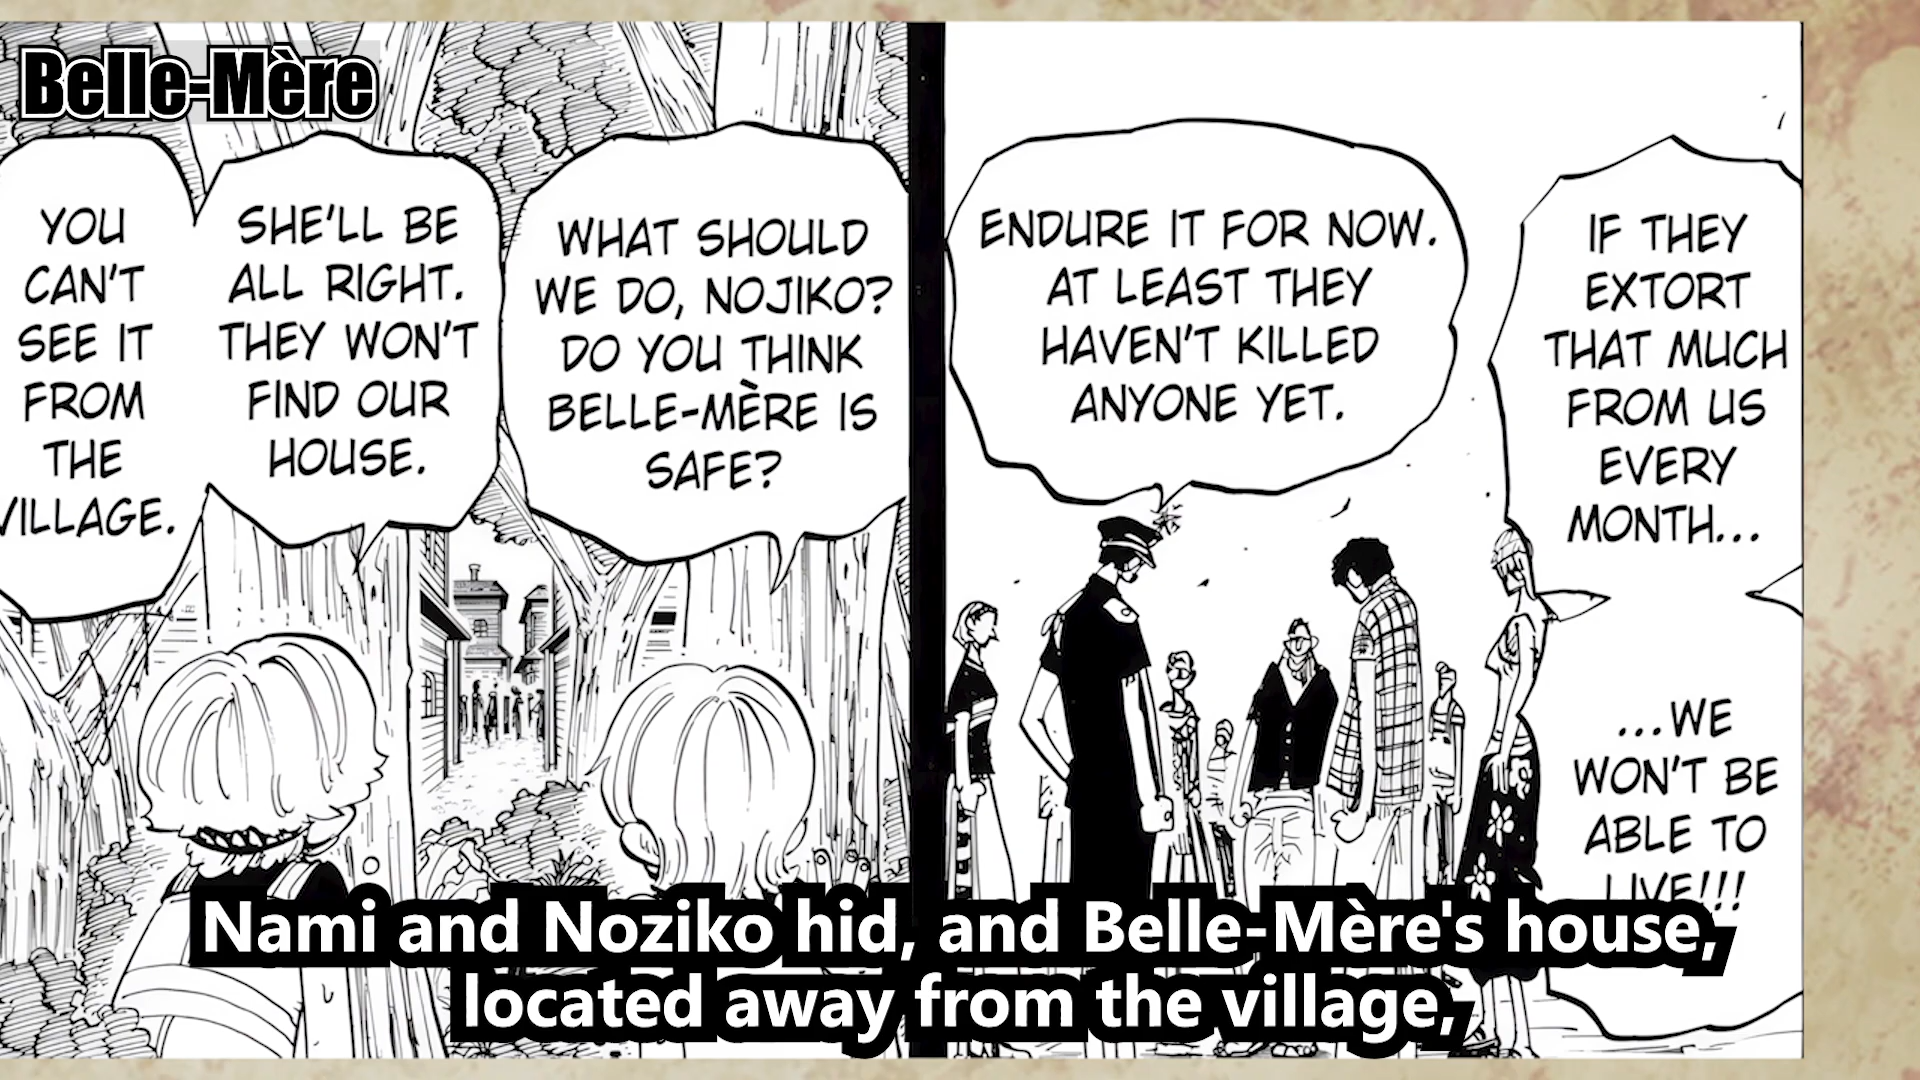 Belle-Mère
IF THEY
EXTORT
THAT MUCH
FROM US
EVERY
MONTH...
...WE
WON'T BE
ABLE TO
LIVE!!!
ENDURE IT FOR NOW.
AT LEAST THEY
HAVEN'T KILLED
ANYONE YET.
WHAT SHOULD
WE DO, NOJIKO?
DO YOU THINK
BELLE-MÈRE IS
SAFE?
SHE'LL BE
ALL RIGHT.
THEY WON'T
FIND OUR
HOUSE.
YOU
CAN'T
SEE IT
FROM
THE
VILLAGE.
Nami and Noziko hid, and Belle-Mère's house,
located away from the village,